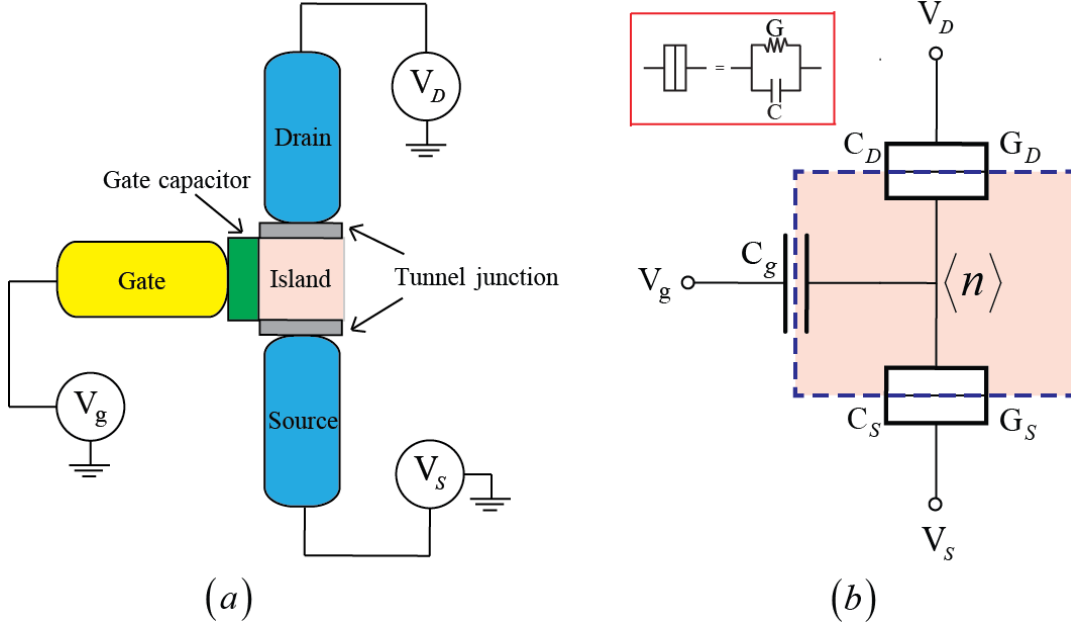 V_D
Drain
Gate capacitor
Gate
Island
Tunnel junction
V_g
Source
V_S
(a)
G
=
C
V_D
C_D
G_D
C_g
V_g
⟨n⟩
C_S
G_S
V_S
(b)